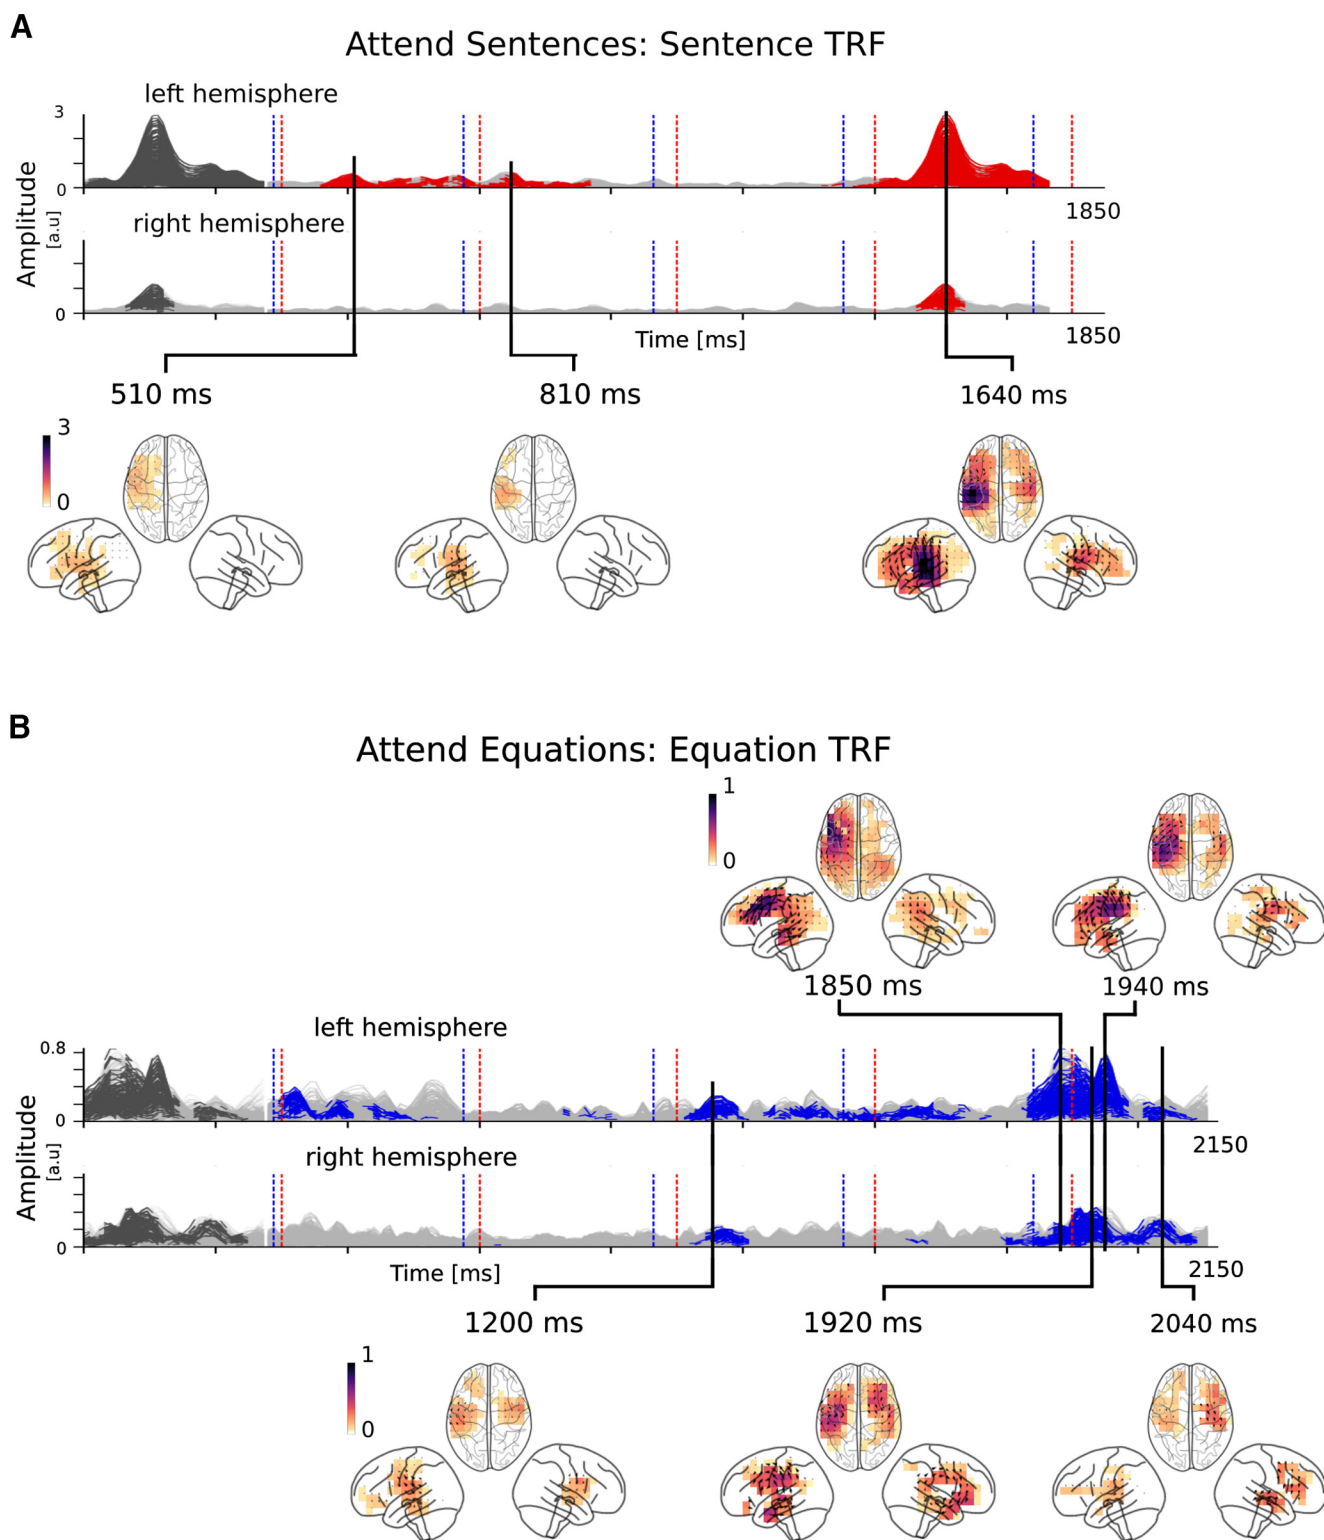 A
Attend Sentences: Sentence TRF
left hemisphere
3
0
1850
right hemisphere
Amplitude
[a.u]
0
Time [ms]
1850
510 ms
810 ms
1640 ms
3
0
B
Attend Equations: Equation TRF
1
0
1850 ms
1940 ms
left hemisphere
0.8
0
2150
right hemisphere
Amplitude
[a.u]
0
Time [ms]
2150
1200 ms
1920 ms
2040 ms
1
0